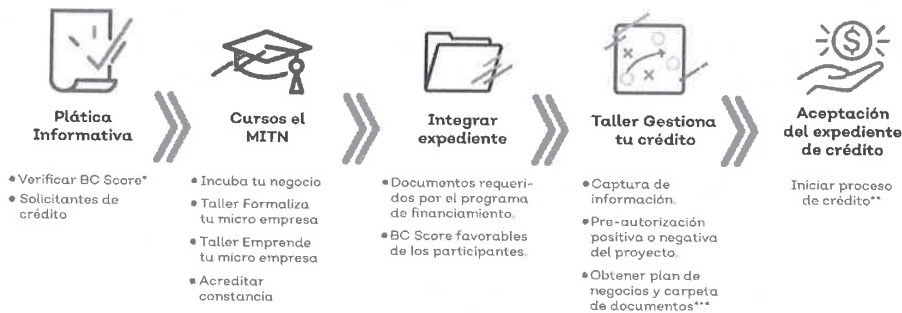 Plática
Informativa
• Verificar BC Score*
• Solicitantes de
crédito
Cursos el
MITN
• Incuba tu negocio
• Taller Formaliza
tu micro empresa
• Taller Emprende
tu micro empresa
• Acreditar
constancia
Integrar
expediente
• Documentos requeri-
dos por el programa
de financiamiento.
• BC Score favorables
de los participantes.
Taller Gestiona
tu crédito
• Captura de
información.
• Pre-autorización
positiva o negativa
del proyecto.
• Obtener plan de
negocios y carpeta
de documentos***
Aceptación
del expediente
de crédito
Iniciar proceso
de crédito**